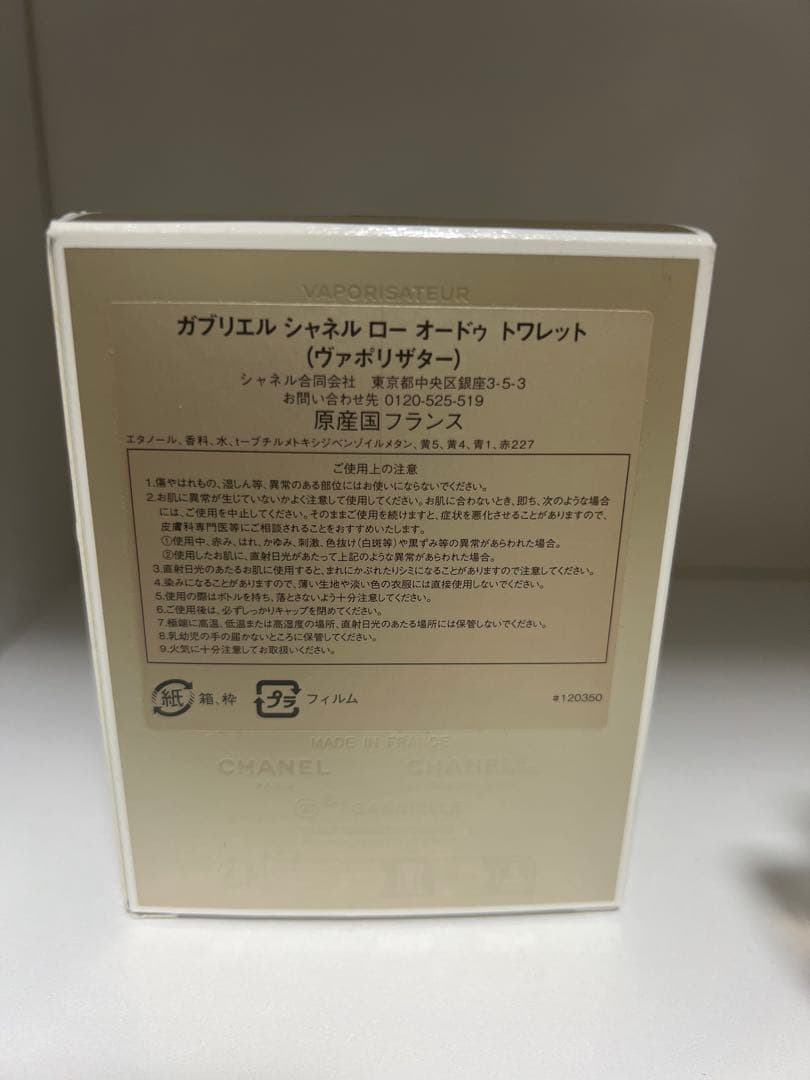 VAPORISATEUR
ガブリエル シャネル ロー オードゥ トワレット
(ヴァポリザター)
シャネル合同会社 東京都中央区銀座3-5-3
お問い合わせ先 0120-525-519
原産国フランス
エタノール、香料、水、t-ブチルメトキシジベンゾイルメタン、黄5、黄4、青1、赤227
ご使用上の注意
1.傷やはれもの、湿しん等、異常のある部位にはお使いにならないでください。
2.お肌に異常が生じていないかよく注意して使用してください。お肌に合わないとき、即ち、次のような場合
には、ご使用を中止してください。そのままご使用を続けますと、症状を悪化させることがありますので、
皮膚科専門医等にご相談されることをおすすめいたします。
①使用中、赤み、はれ、かゆみ、刺激、色抜け(白斑等)や黒ずみ等の異常があらわれた場合。
②使用したお肌に、直射日光があたって上記のような異常があらわれた場合。
3.直射日光のあたるお肌に使用すると、まれにかぶれたりシミになることがありますので注意してください。
4.染みになることがありますので、薄い生地や淡い色の衣服には直接使用しないでください。
5.使用の際はボトルを持ち、落とさないよう十分注意してください。
6.ご使用後は、必ずしっかりキャップを閉めてください。
7.極端に高温、低温または高湿度の場所、直射日光のあたる場所には保管しないでください。
8.乳幼児の手の届かないところに保管してください。
9.火気に十分注意してお取扱いください。
紙 箱、枠 プラ フィルム #120350
MADE IN FRANCE
CHANEL CHANEL
GABRIELLE